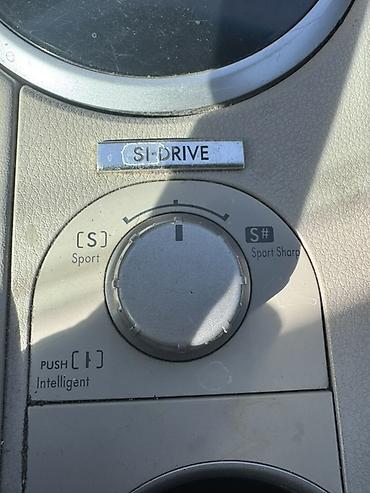 SI-DRIVE
[S]
Sport
S#
Sport Sharp
PUSH [I]
Intelligent